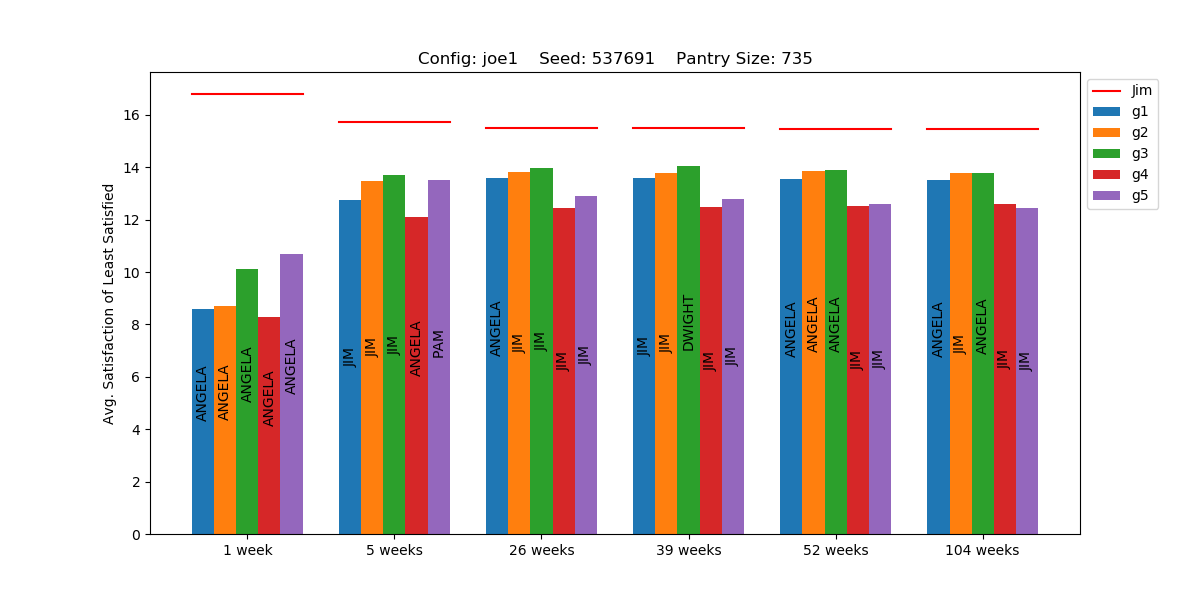 Config: joe1    Seed: 537691    Pantry Size: 735
Avg. Satisfaction of Least Satisfied
16
14
12
10
8
6
4
2
0
ANGELA
ANGELA
ANGELA
ANGELA
ANGELA
JIM
JIM
JIM
ANGELA
PAM
ANGELA
JIM
JIM
JIM
JIM
JIM
JIM
DWIGHT
JIM
JIM
ANGELA
ANGELA
ANGELA
JIM
JIM
ANGELA
JIM
ANGELA
JIM
JIM
1 week
5 weeks
26 weeks
39 weeks
52 weeks
104 weeks
Jim
g1
g2
g3
g4
g5